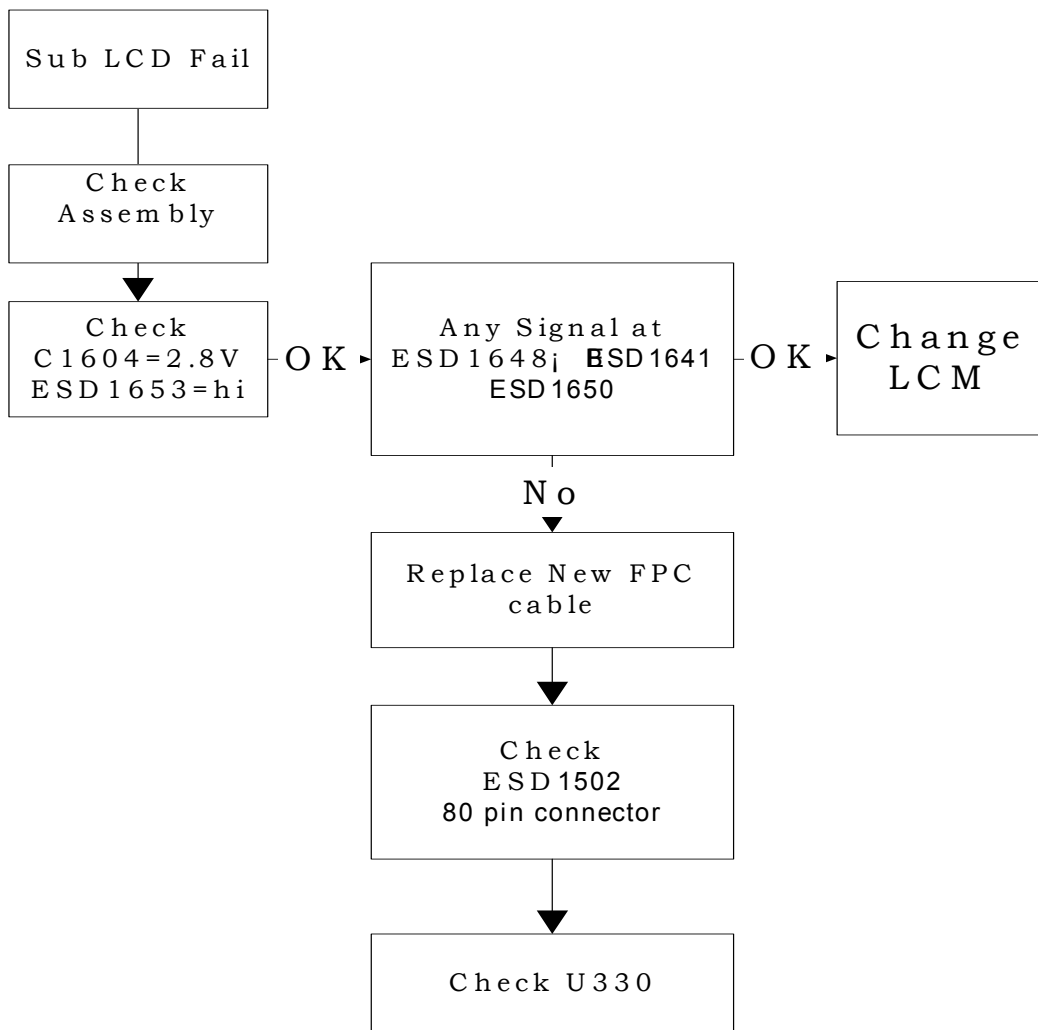 Sub LCD Fail
Check
Assembly
Check
C1604=2.8V
ESD1653=hi
OK
Any Signal at
ESD1648¡ ESD1641
ESD1650
OK
Change
LCM
No
Replace New FPC
cable
Check
ESD1502
80 pin connector
Check U330